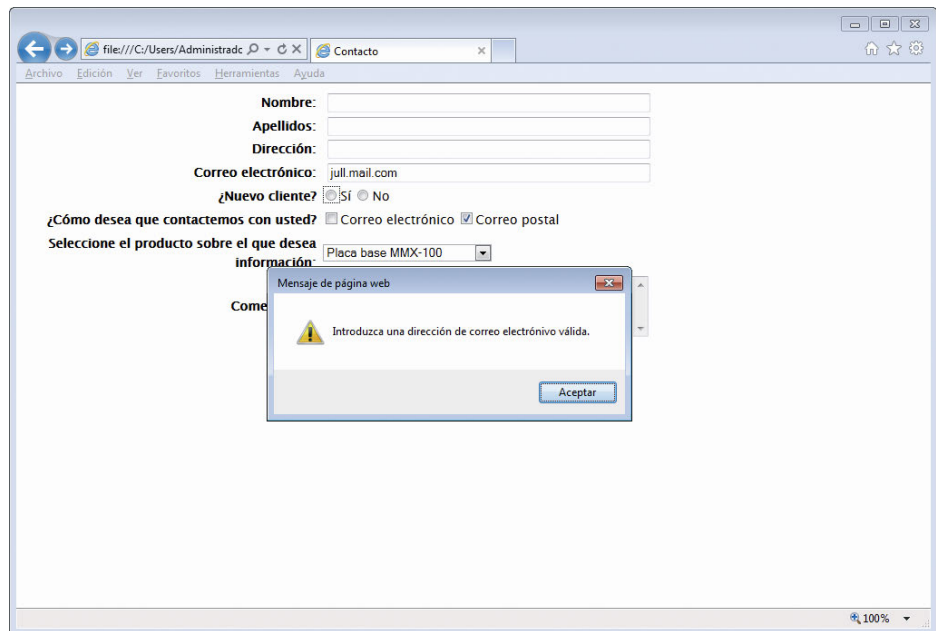 file:///C:/Users/Administradc
Contacto
Archivo Edición Ver Favoritos Herramientas Ayuda
Nombre:
Apellidos:
Dirección:
Correo electrónico: jull.mail.com
¿Nuevo cliente? Sí No
¿Cómo desea que contactemos con usted? Correo electrónico Correo postal
Seleccione el producto sobre el que desea
información: Placa base MMX-100
Come
Mensaje de página web
Introduzca una dirección de correo electrónivo válida.
Aceptar
100%